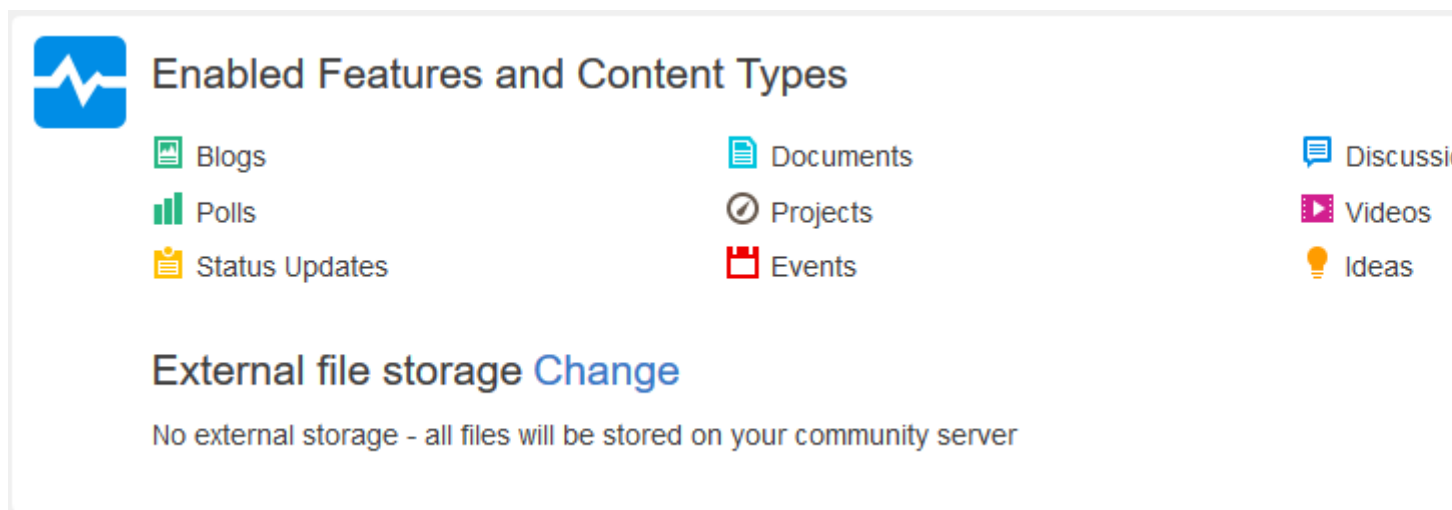 Enabled Features and Content Types
Blogs Documents
Polls Projects Videos
Status Updates Events Ideas
External file storage Change
No external storage - all files will be stored on your community server